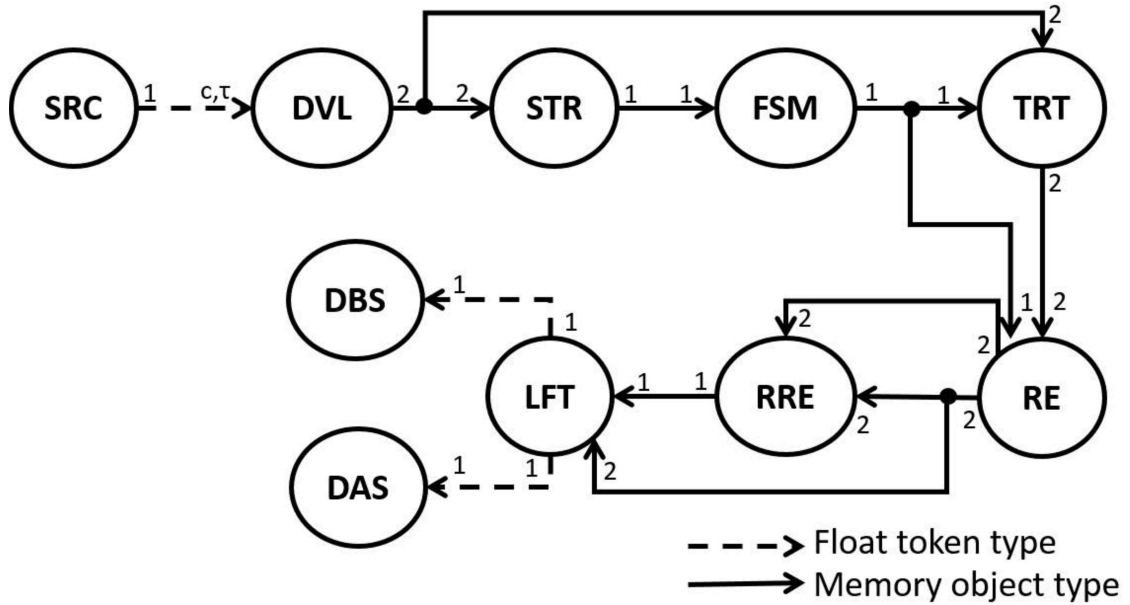 2
SRC 1 c,τ DVL 2 2 STR 1 1 FSM 1 1 TRT
2
DBS 1 1 2 2 1 2
LFT 1 1 RRE 2 2 RE
DAS 1 1 2
Float token type
Memory object type